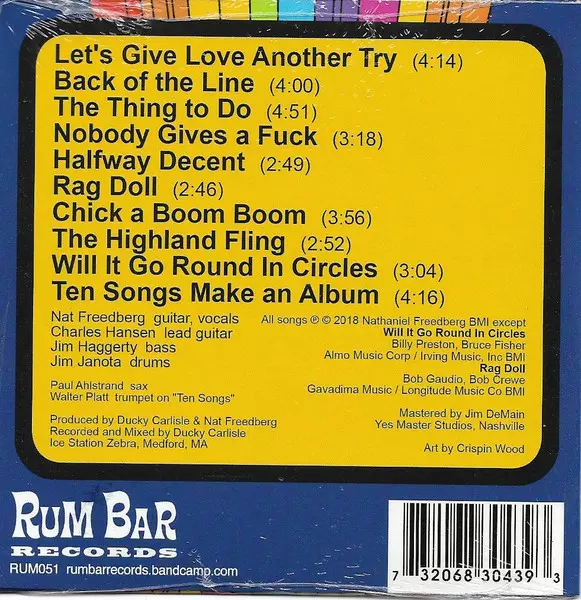 Let's Give Love Another Try (4:14)
Back of the Line (4:00)
The Thing to Do (4:51)
Nobody Gives a Fuck (3:18)
Halfway Decent (2:49)
Rag Doll (2:46)
Chick a Boom Boom (3:56)
The Highland Fling (2:52)
Will It Go Round In Circles (3:04)
Ten Songs Make an Album (4:16)
Nat Freedberg guitar, vocals
Charles Hansen lead guitar
Jim Haggerty bass
Jim Janota drums
Paul Ahlstrand sax
Walter Platt trumpet on "Ten Songs"
Produced by Ducky Carlisle & Nat Freedberg
Recorded and Mixed by Ducky Carlisle
Ice Station Zebra, Medford, MA
All songs ℗ © 2018 Nathaniel Freedberg BMI except
Will It Go Round In Circles
Billy Preston, Bruce Fisher
Almo Music Corp / Irving Music, Inc BMI
Rag Doll
Bob Gaudio, Bob Crewe
Gavadima Music / Longitude Music Co BMI
Mastered by Jim DeMain
Yes Master Studios, Nashville
Art by Crispin Wood
RUM BAR
RECORDS
RUM051 rumbarrecords.bandcamp.com
7 32068 30439 3